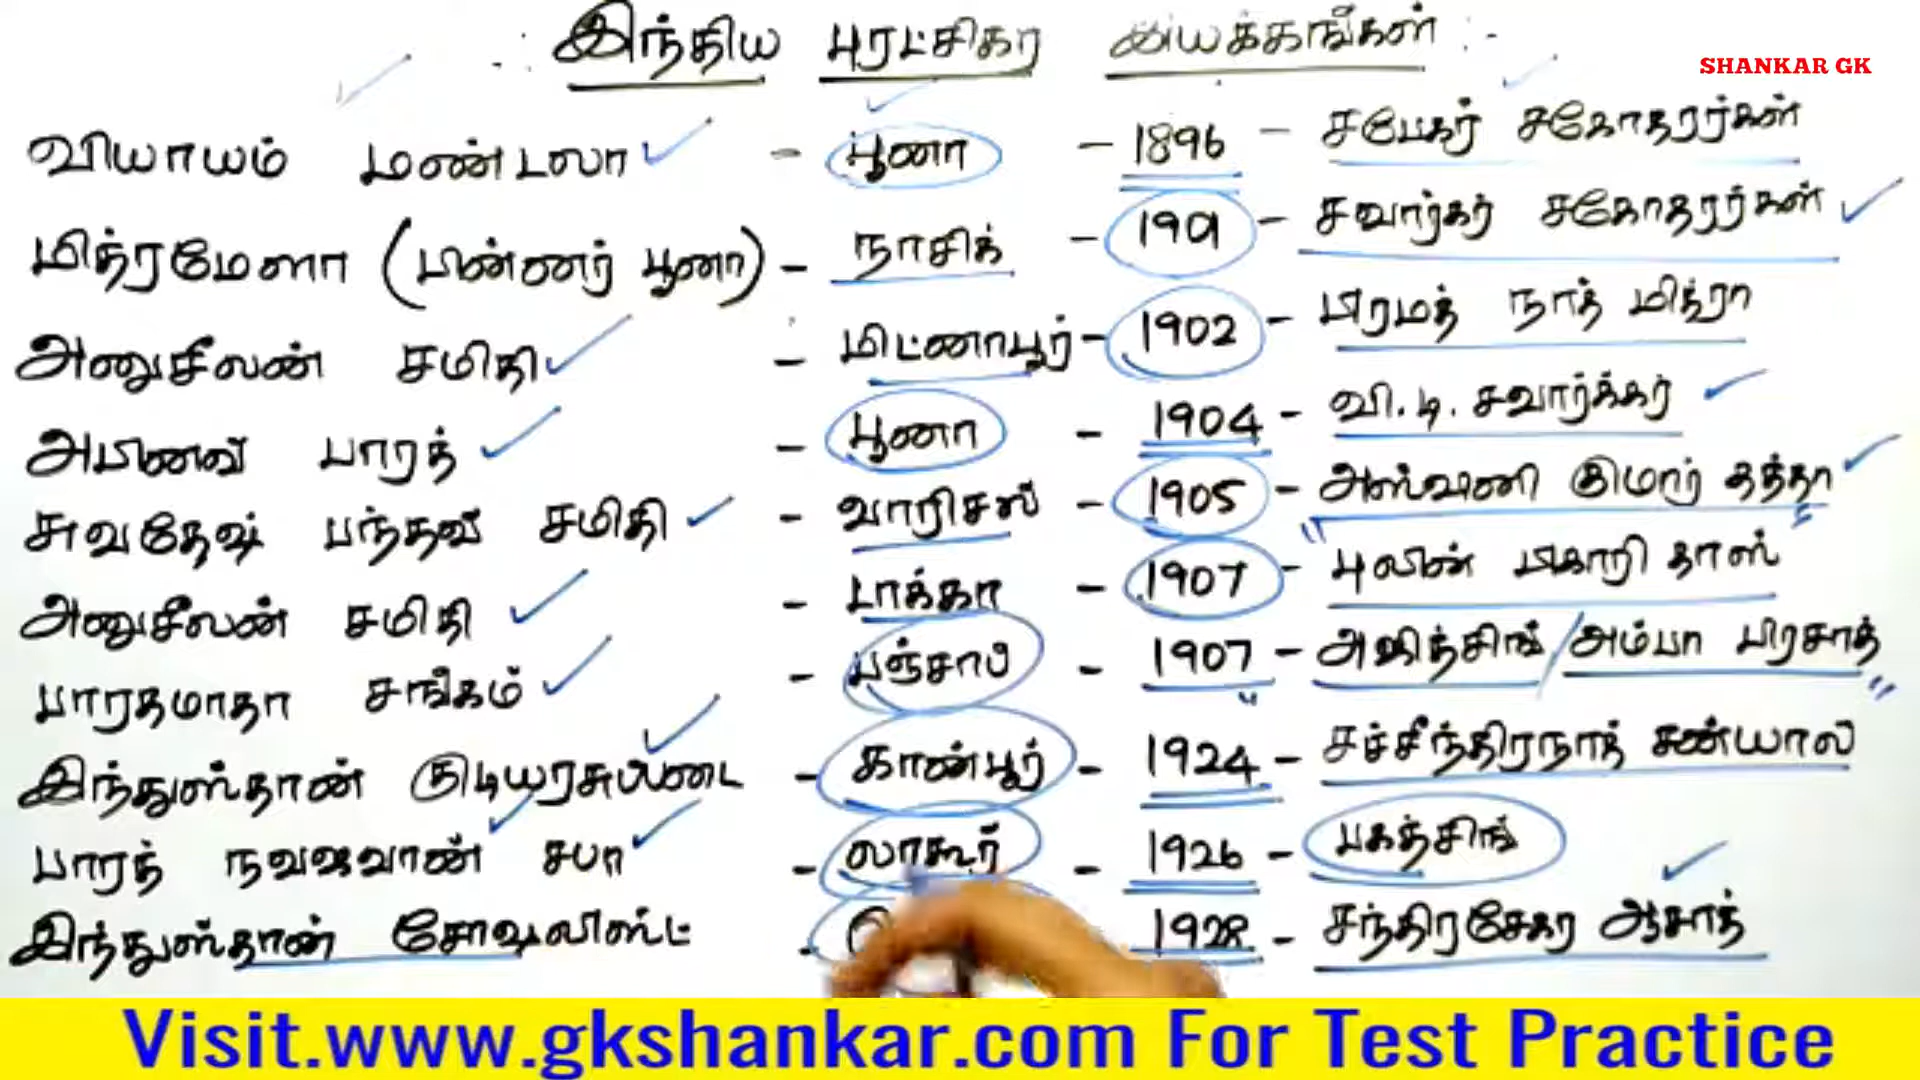 இந்திய புரட்சிகர இயக்கங்கள் :-
SHANKAR GK
வியாயம் மண்டலா - பூனா - 1896 - சபேகர் சகோதரர்கள்
மித்ரமேளா (பின்னர் பூனா) - நாசிக் - 1901 - சவார்கர் சகோதரர்கள்
அனுசீலன் சமிதி - மிட்னாபூர் - 1902 - பிரமத் நாத் மித்ரா
அபினவ் பாரத் - பூனா - 1904 - வி.டி. சவார்க்கர்
சுவதேஷ் பந்தவ் சமிதி - வாரிசல் - 1905 - அஸ்வனி குமார் தத்தா
அனுசீலன் சமிதி - டாக்கா - 1907 - புலின் பிகாரி தாஸ்
பாரதமாதா சங்கம் - பஞ்சாப் - 1907 - அஜித்சிங் / அம்பா பிரசாத்
இந்துஸ்தான் குடியரசுப்படை - கான்பூர் - 1924 - சச்சீந்திரநாத் சன்யால்
பாரத் நவஜவான் சபா - லாகூர் - 1926 - பகத்சிங்
இந்துஸ்தான் சோஷலிஸ்ட் - 1928 - சந்திரசேகர ஆசாத்
Visit.www.gkshankar.com For Test Practice